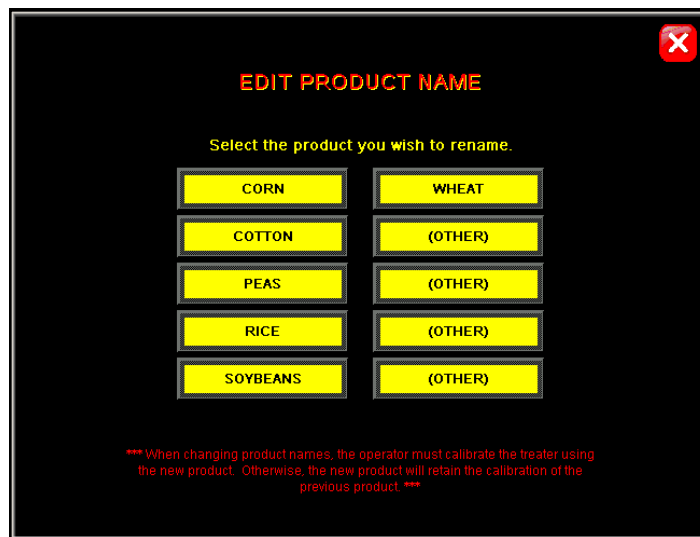 EDIT PRODUCT NAME
Select the product you wish to rename.
CORN
WHEAT
COTTON
(OTHER)
PEAS
(OTHER)
RICE
(OTHER)
SOYBEANS
(OTHER)
*** When changing product names, the operator must calibrate the treater using
the new product. Otherwise, the new product will retain the calibration of the
previous product. ***